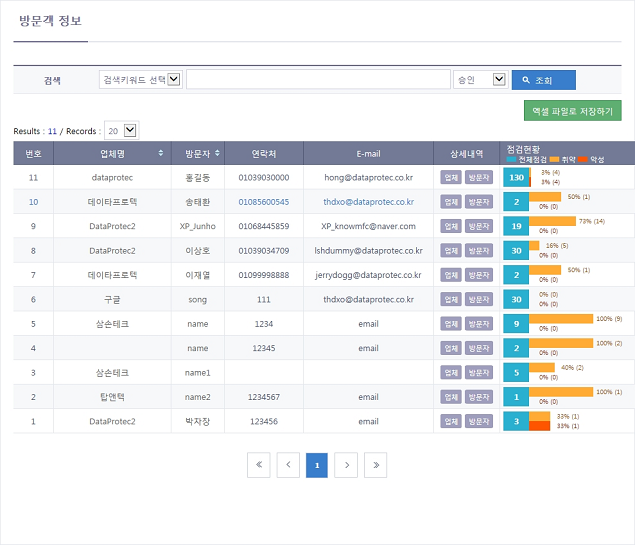 방문객 정보
검색 검색키워드 선택 승인 조회
엑셀 파일로 저장하기
Results : 11 / Records : 20
번호 업체명 방문자 연락처 E-mail 상세내역 점검현황
전체점검 취약 악성
11 dataprotec 홍길동 01039030000 hong@dataprotec.co.kr 업체 방문자 130 3% (4)
3% (4)
10 데이타프로텍 송태환 01085600545 thdxo@dataprotec.co.kr 업체 방문자 2 50% (1)
0% (0)
9 DataProtec2 XP_Junho 01068445859 XP_knowmfc@naver.com 업체 방문자 19 73% (14)
0% (0)
8 DataProtec2 이상호 01039034709 lshdummy@dataprotec.co.kr 업체 방문자 30 16% (5)
0% (0)
7 데이타프로텍 이재열 01099998888 jerrydogg@dataprotec.co.kr 업체 방문자 2 50% (1)
0% (0)
6 구글 song 111 thdxo@dataprotec.co.kr 업체 방문자 30 0% (0)
0% (0)
5 삼손테크 name 1234 email 업체 방문자 9 100% (9)
0% (0)
4 name 12345 email 업체 방문자 2 100% (2)
0% (0)
3 삼손테크 name1 업체 방문자 5 40% (2)
0% (0)
2 탑앤텍 name2 1234567 email 업체 방문자 1 100% (1)
0% (0)
1 DataProtec2 박자장 123456 email 업체 방문자 3 33% (1)
33% (1)
1